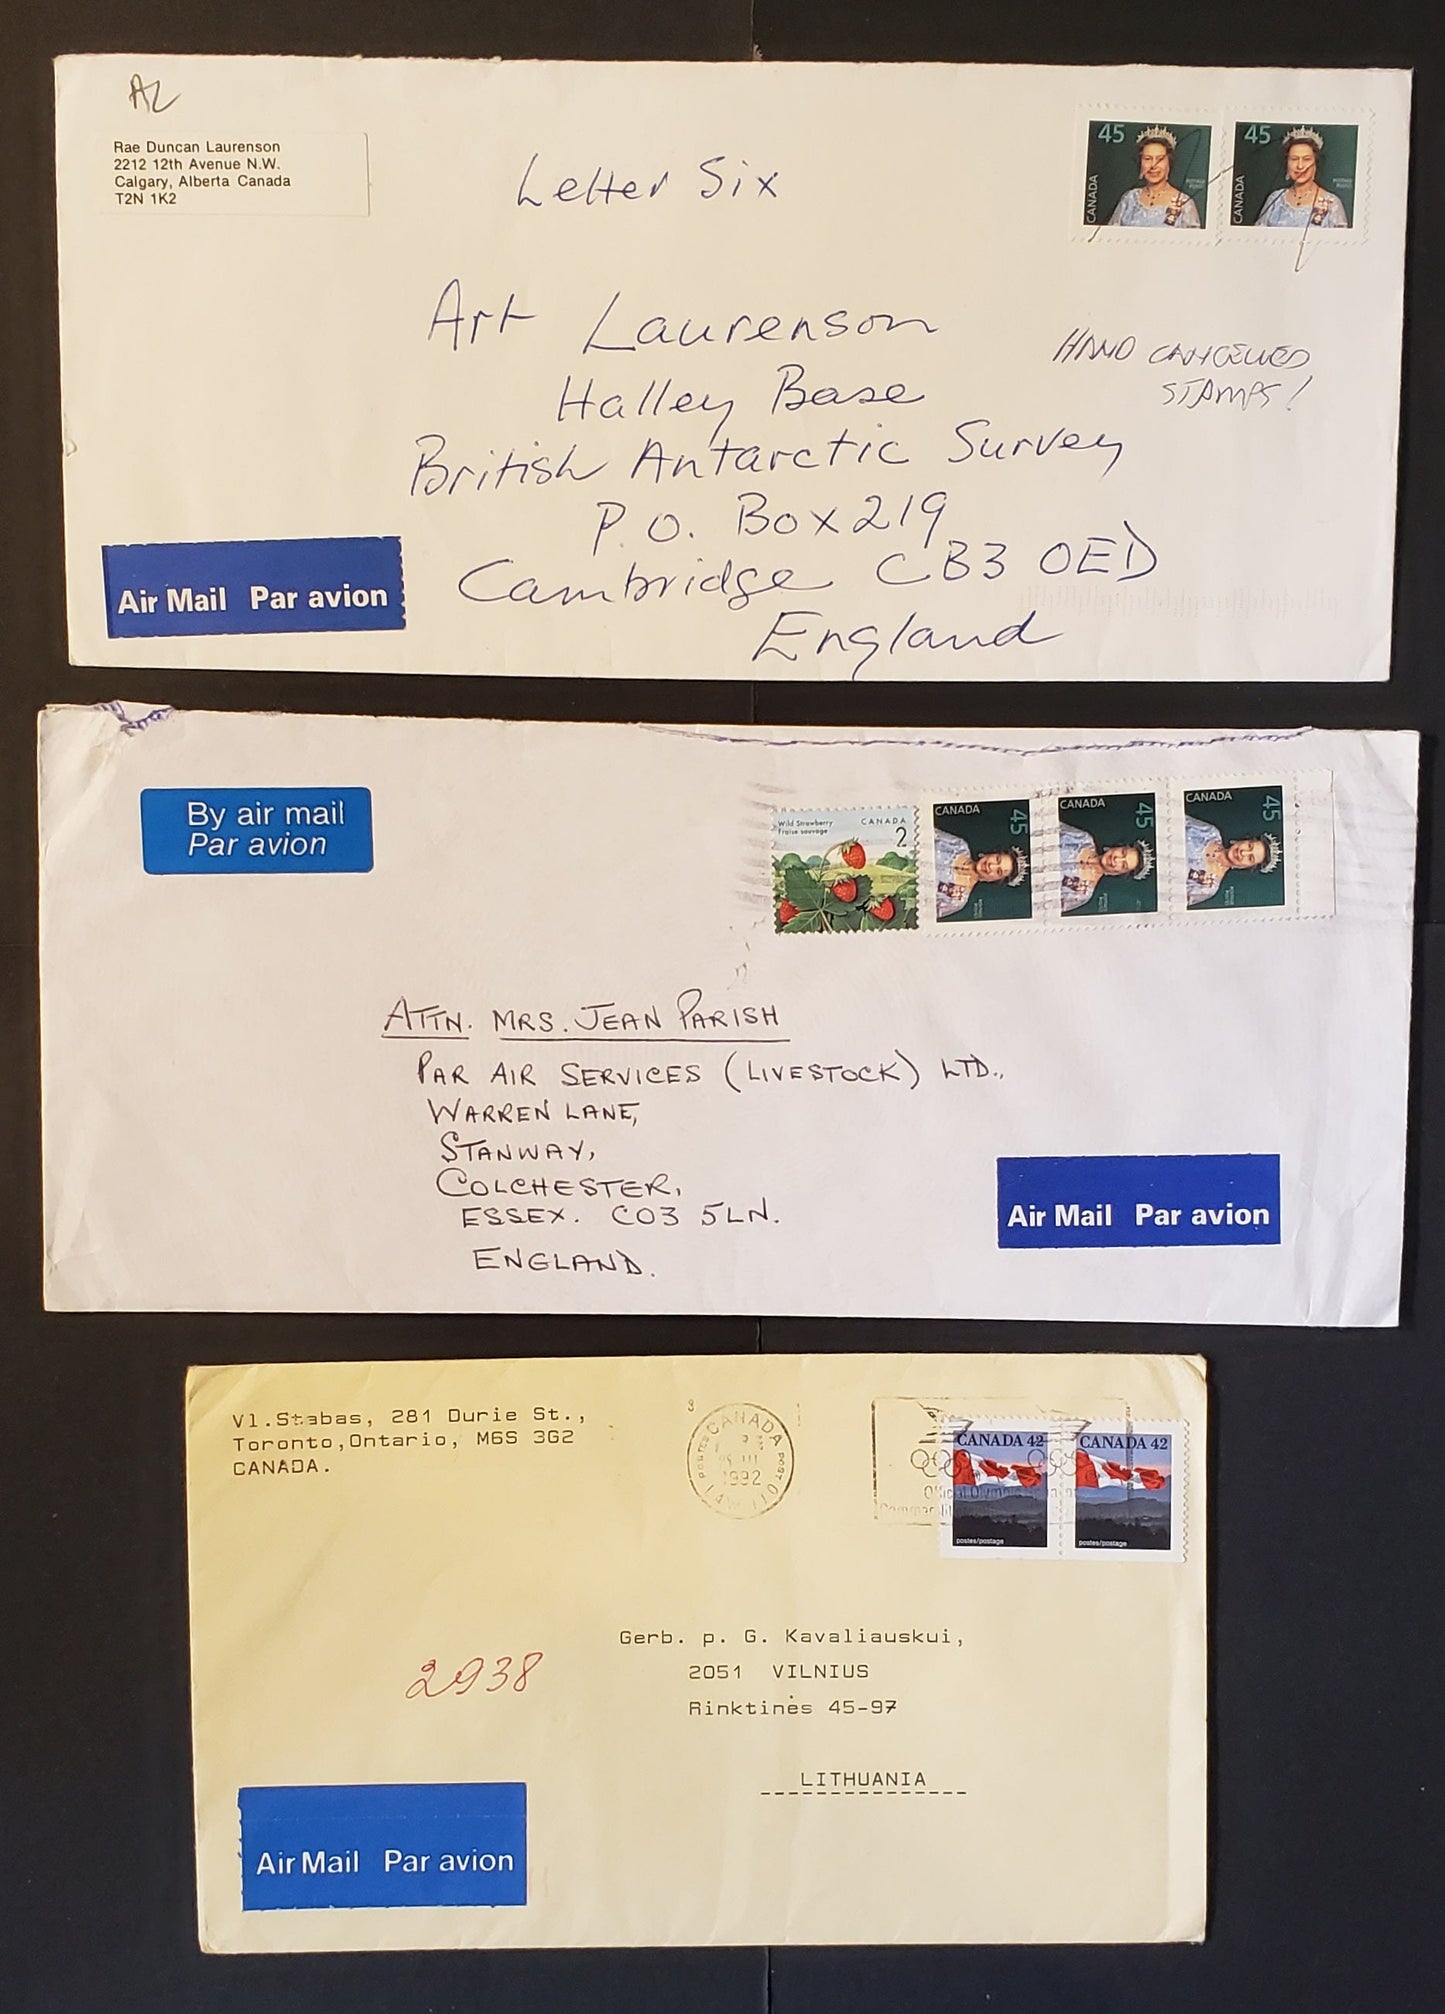 AL
Rae Duncan Laurenson
2212 12th Avenue N.W.
Calgary, Alberta Canada
T2N 1K2
Letter Six
45
CANADA
POSTAGE
POSTES
45
CANADA
POSTAGE
POSTES
HAND CANCELLED
STAMPS!
Art Laurenson
Halley Base
British Antarctic Survey
P.O. Box 219
Cambridge CB3 OED
England
Air Mail Par avion
By air mail
Par avion
Wild Strawberry
Fraise sauvage
CANADA
2
CANADA
45
CANADA
45
CANADA
45
ATTN. MRS. JEAN PARISH
PAR AIR SERVICES (LIVESTOCK) LTD.,
WARREN LANE,
STANWAY,
COLCHESTER,
ESSEX. CO3 5LN.
ENGLAND.
Air Mail Par avion
Vl.Stabas, 281 Durie St.,
Toronto,Ontario, M6S 3G2
CANADA.
CANADA
1992
CANADA 42
postes/postage
CANADA 42
postes/postage
Gerb. p. G. Kavaliauskui,
2051 VILNIUS
Rinktinės 45-97
LITHUANIA
2938
Air Mail Par avion